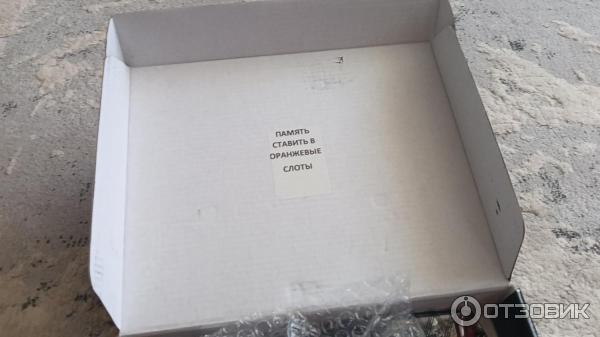 ПАМЯТЬ
СТАВИТЬ В
ОРАНЖЕВЫЕ
СЛОТЫ
ОТЗОВИК